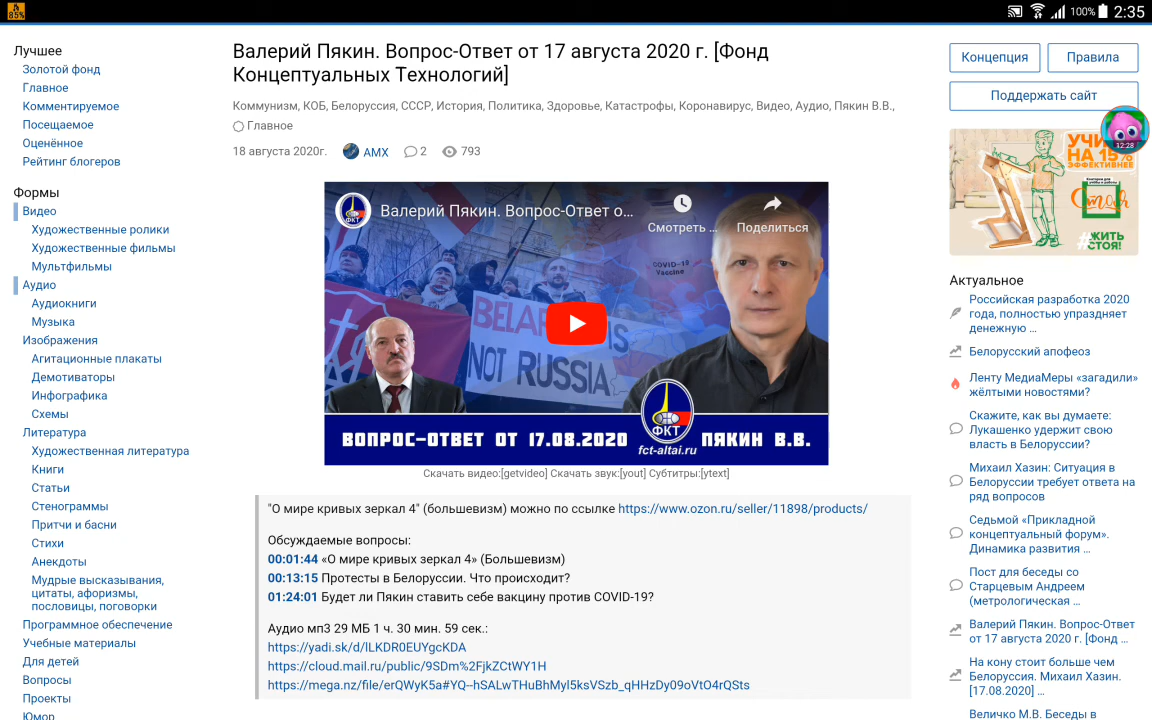 85%
100% 2:35
Лучшее
Золотой фонд
Главное
Комментируемое
Посещаемое
Оценённое
Рейтинг блогеров
Формы
Видео
Художественные ролики
Художественные фильмы
Мультфильмы
Аудио
Аудиокниги
Музыка
Изображения
Агитационные плакаты
Демотиваторы
Инфографика
Схемы
Литература
Художественная литература
Книги
Статьи
Стенограммы
Притчи и басни
Стихи
Анекдоты
Мудрые высказывания,
цитаты, афоризмы,
пословицы, поговорки
Программное обеспечение
Учебные материалы
Для детей
Вопросы
Проекты
Юмор
Валерий Пякин. Вопрос-Ответ от 17 августа 2020 г. [Фонд
Концептуальных Технологий]
Коммунизм, КОБ, Белоруссия, СССР, История, Политика, Здоровье, Катастрофы, Коронавирус, Видео, Аудио, Пякин В.В.,
Главное
18 августа 2020г. AMX 2 793
ФКТ
Валерий Пякин. Вопрос-Ответ о...
Смотреть ...
Поделиться
COVID-19
Vaccine
BELARUS IS
NOT RUSSIA
ФКТ
ВОПРОС-ОТВЕТ ОТ 17.08.2020
fct-altai.ru
ПЯКИН В.В.
Скачать видео:[getvideo] Скачать звук:[yout] Субтитры:[ytext]
"О мире кривых зеркал 4" (большевизм) можно по ссылке https://www.ozon.ru/seller/11898/products/
Обсуждаемые вопросы:
00:01:44 «О мире кривых зеркал 4» (Большевизм)
00:13:15 Протесты в Белоруссии. Что происходит?
01:24:01 Будет ли Пякин ставить себе вакцину против COVID-19?
Аудио мп3 29 МБ 1 ч. 30 мин. 59 сек.:
https://yadi.sk/d/lLKDR0EUYgcKDA
https://cloud.mail.ru/public/9SDm%2FjkZCtWY1H
https://mega.nz/file/erQWyK5a#YQ--hSALwTHuBhMyl5ksVSzb_qHHzDy09oVtO4rQSts
Концепция
Правила
Поддержать сайт
12:28
УЧИ
НА 15%
ЭФФЕКТИВНЕЕ
#ЖИТЬ
СТОЯ!
Актуальное
Российская разработка 2020
года, полностью упраздняет
денежную ...
Белорусский апофеоз
Ленту МедиаМеры «загадили»
жёлтыми новостями?
Скажите, как вы думаете:
Лукашенко удержит свою
власть в Белоруссии?
Михаил Хазин: Ситуация в
Белоруссии требует ответа на
ряд вопросов
Седьмой «Прикладной
концептуальный форум».
Динамика развития ...
Пост для беседы со
Старцевым Андреем
(метрологическая ...
Валерий Пякин. Вопрос-Ответ
от 17 августа 2020 г. [Фонд ...
На кону стоит больше чем
Белоруссия. Михаил Хазин.
[17.08.2020] ...
Величко М.В. Беседы в